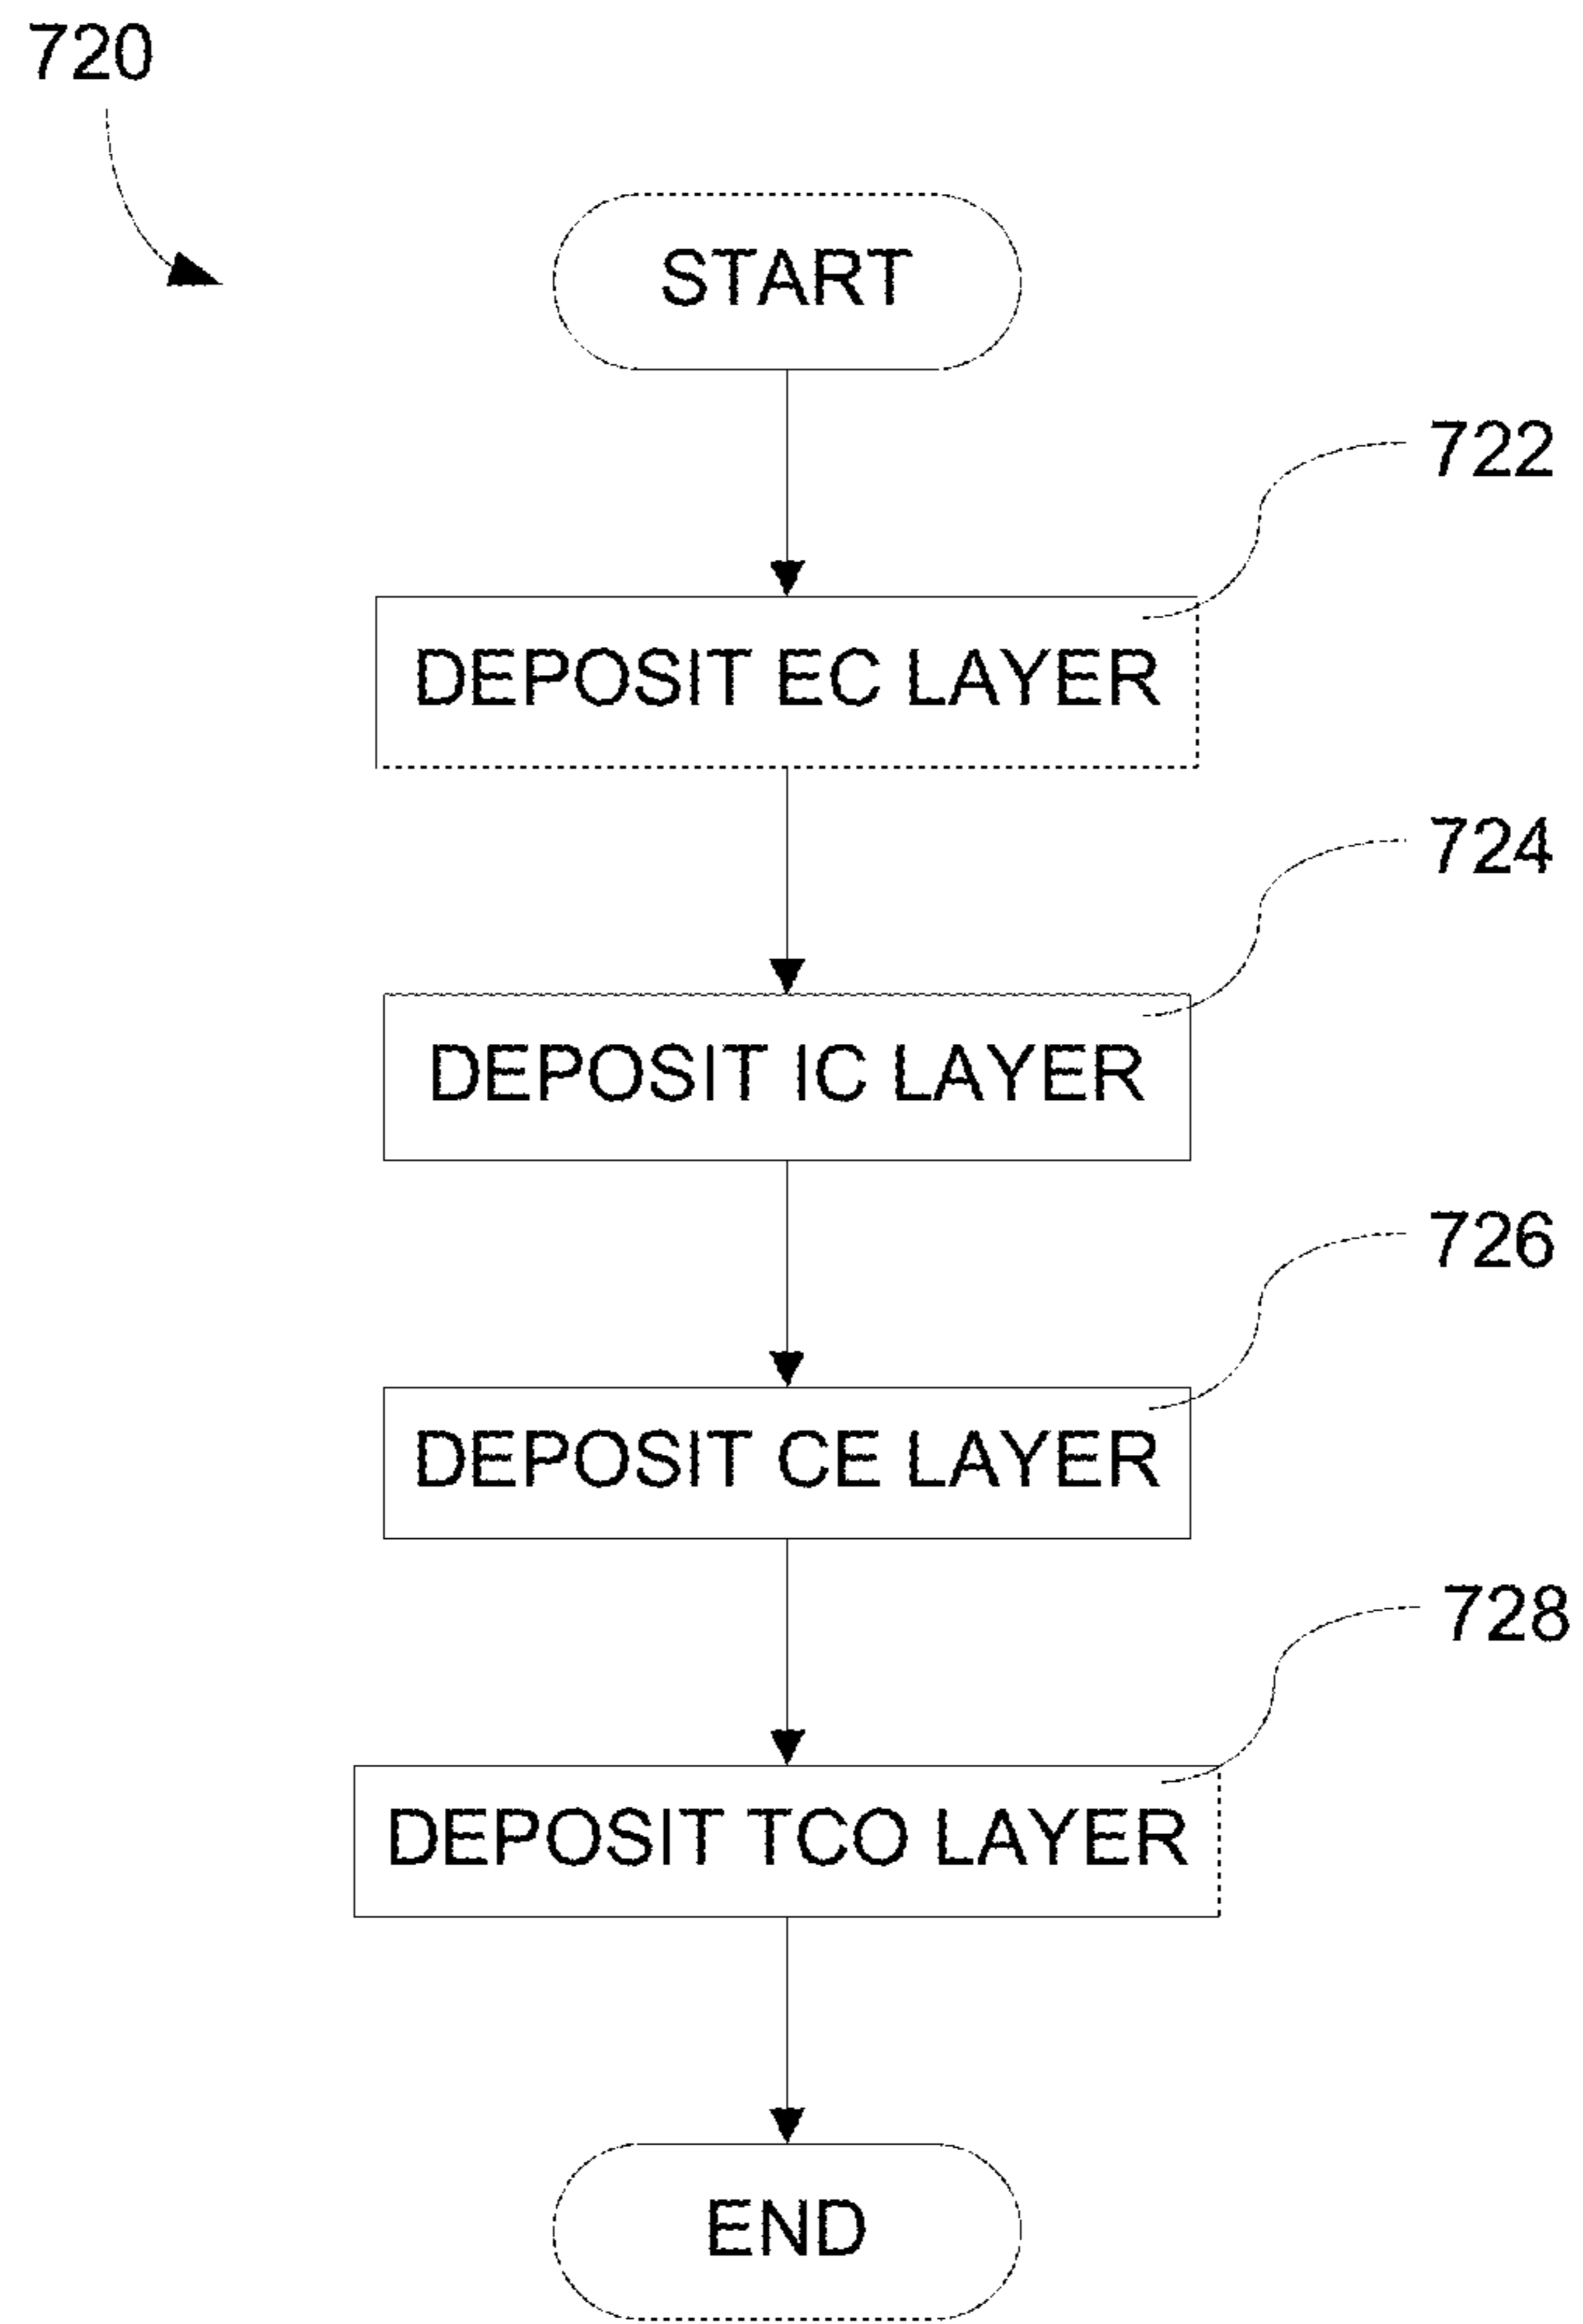 720
START
722
DEPOSIT EC LAYER
724
DEPOSIT IC LAYER
726
DEPOSIT CE LAYER
728
DEPOSIT TCO LAYER
END